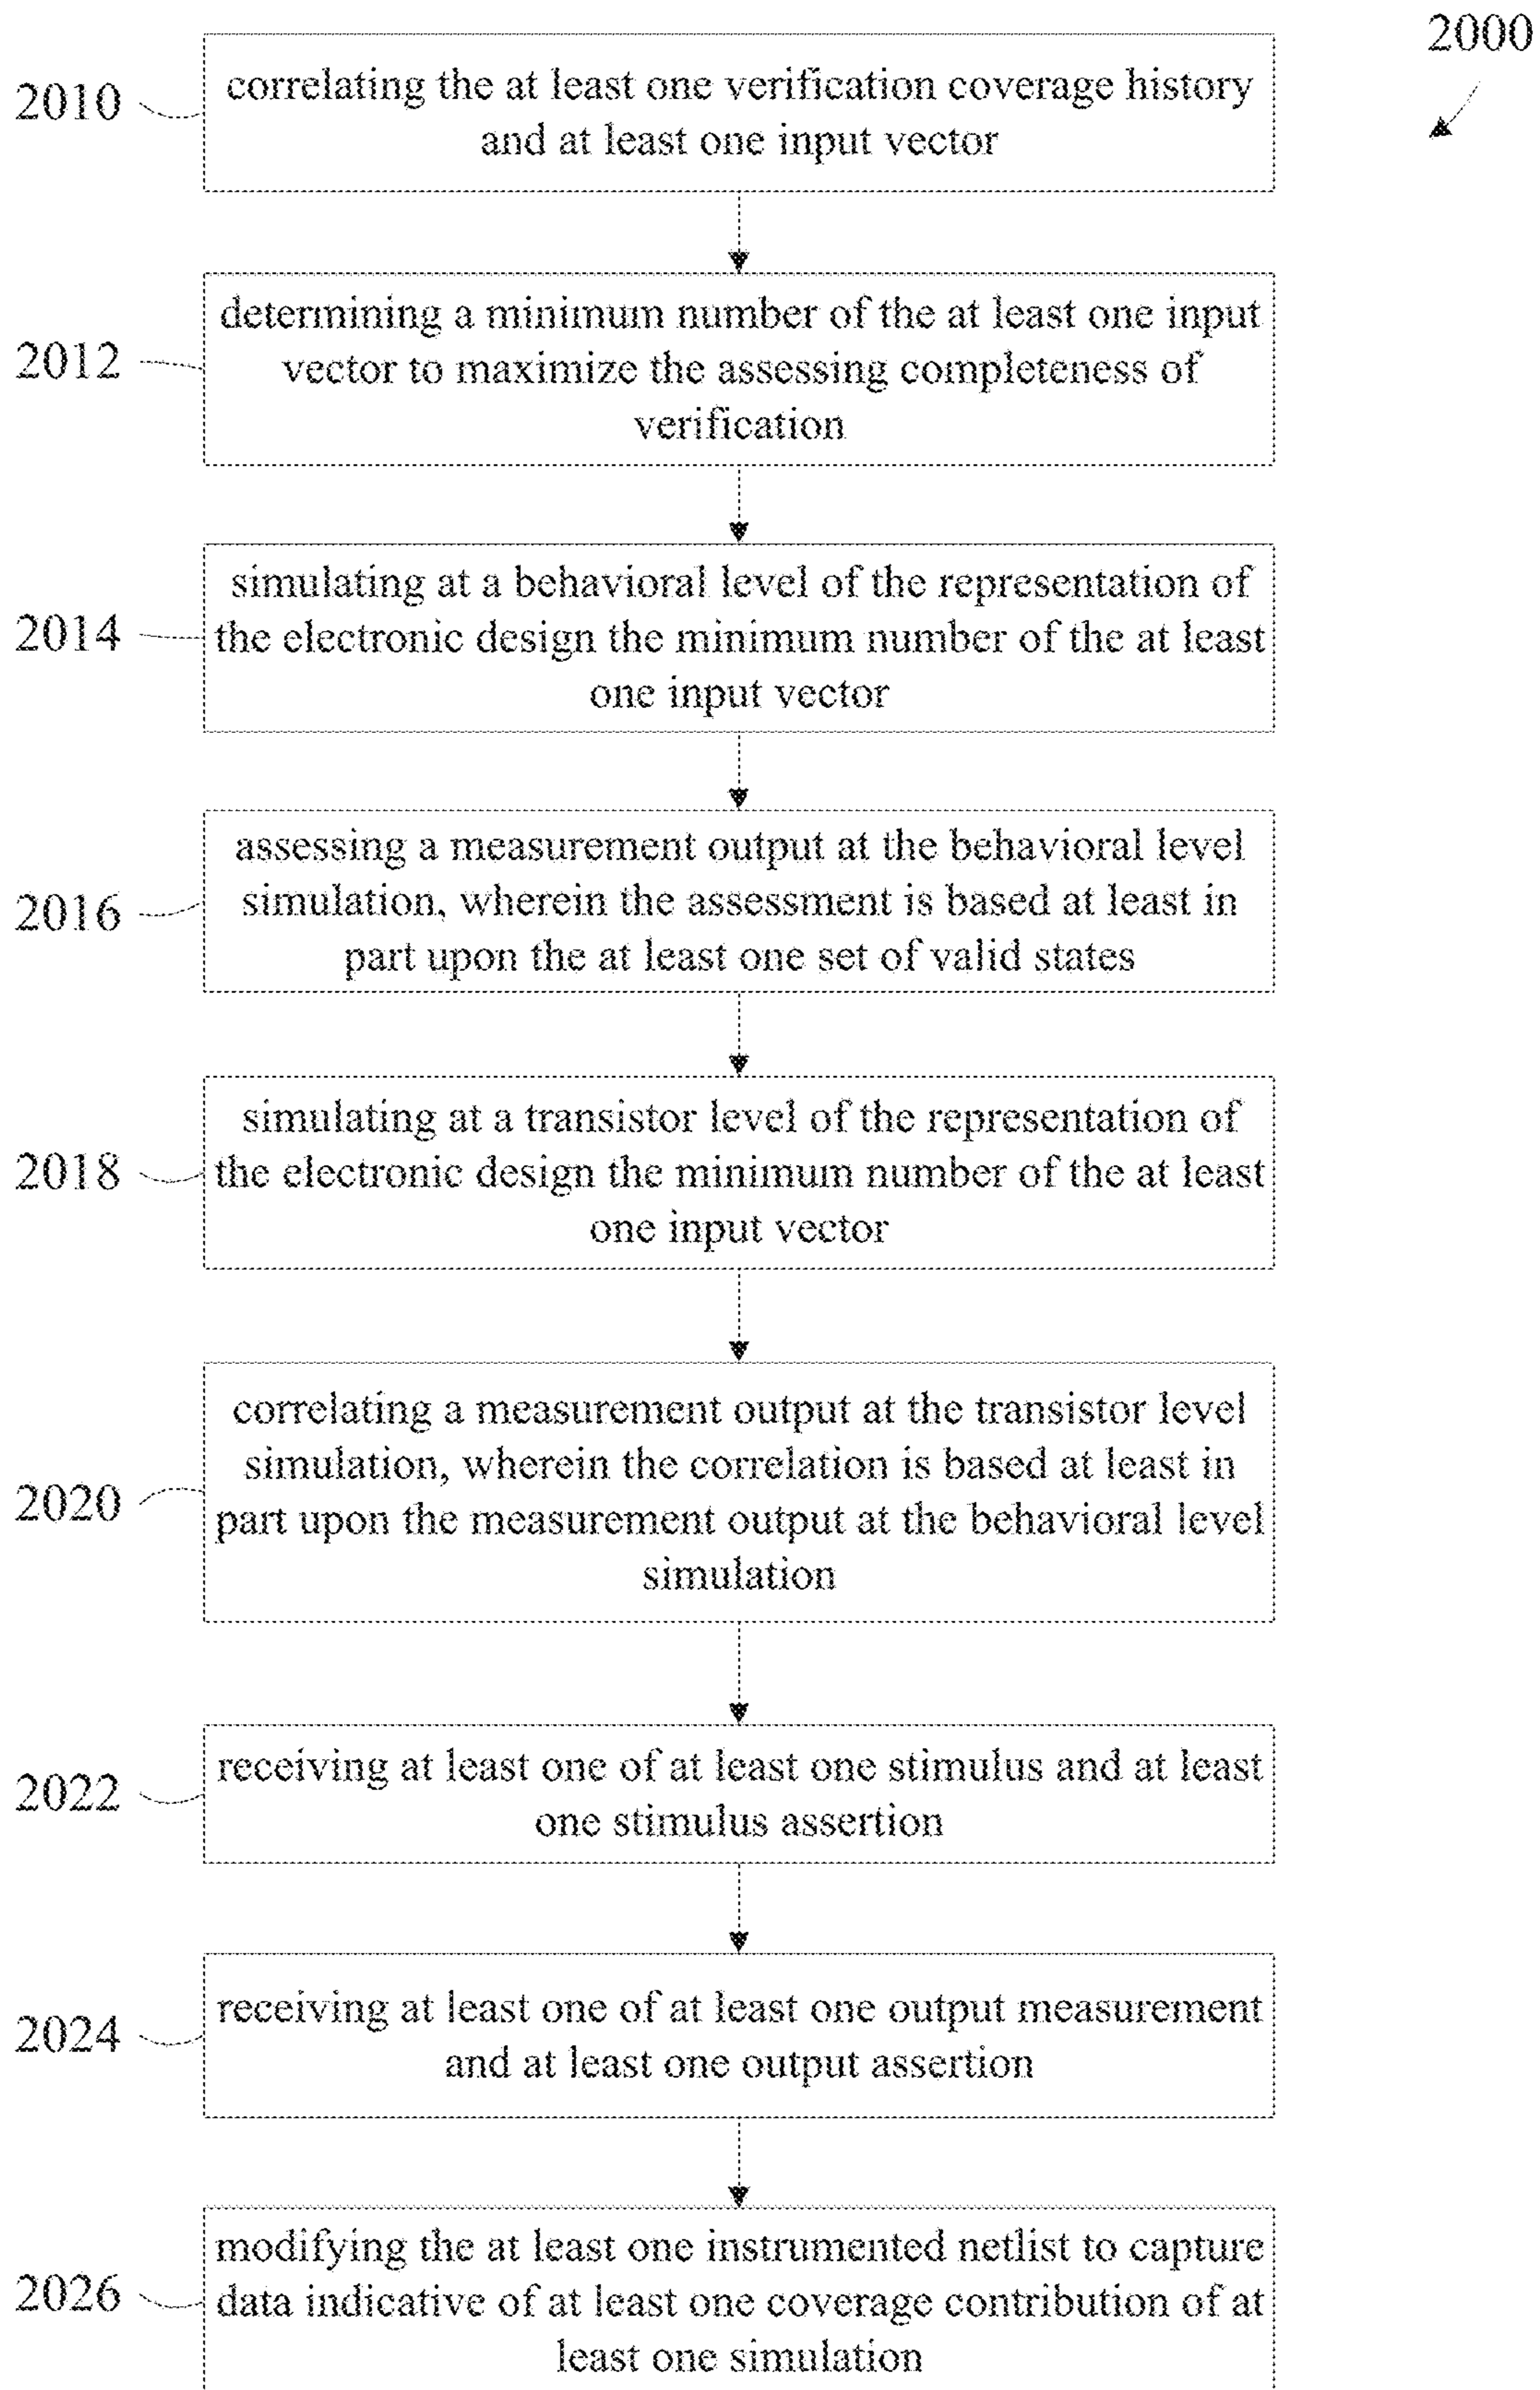 2000
2010
correlating the at least one verification coverage history
and at least one input vector
2012
determining a minimum number of the at least one input
vector to maximize the assessing completeness of
verification
2014
simulating at a behavioral level of the representation of
the electronic design the minimum number of the at least
one input vector
2016
assessing a measurement output at the behavioral level
simulation, wherein the assessment is based at least in
part upon the at least one set of valid states
2018
simulating at a transistor level of the representation of
the electronic design the minimum number of the at least
one input vector
2020
correlating a measurement output at the transistor level
simulation, wherein the correlation is based at least in
part upon the measurement output at the behavioral level
simulation
2022
receiving at least one of at least one stimulus and at least
one stimulus assertion
2024
receiving at least one of at least one output measurement
and at least one output assertion
2026
modifying the at least one instrumented netlist to capture
data indicative of at least one coverage contribution of at
least one simulation